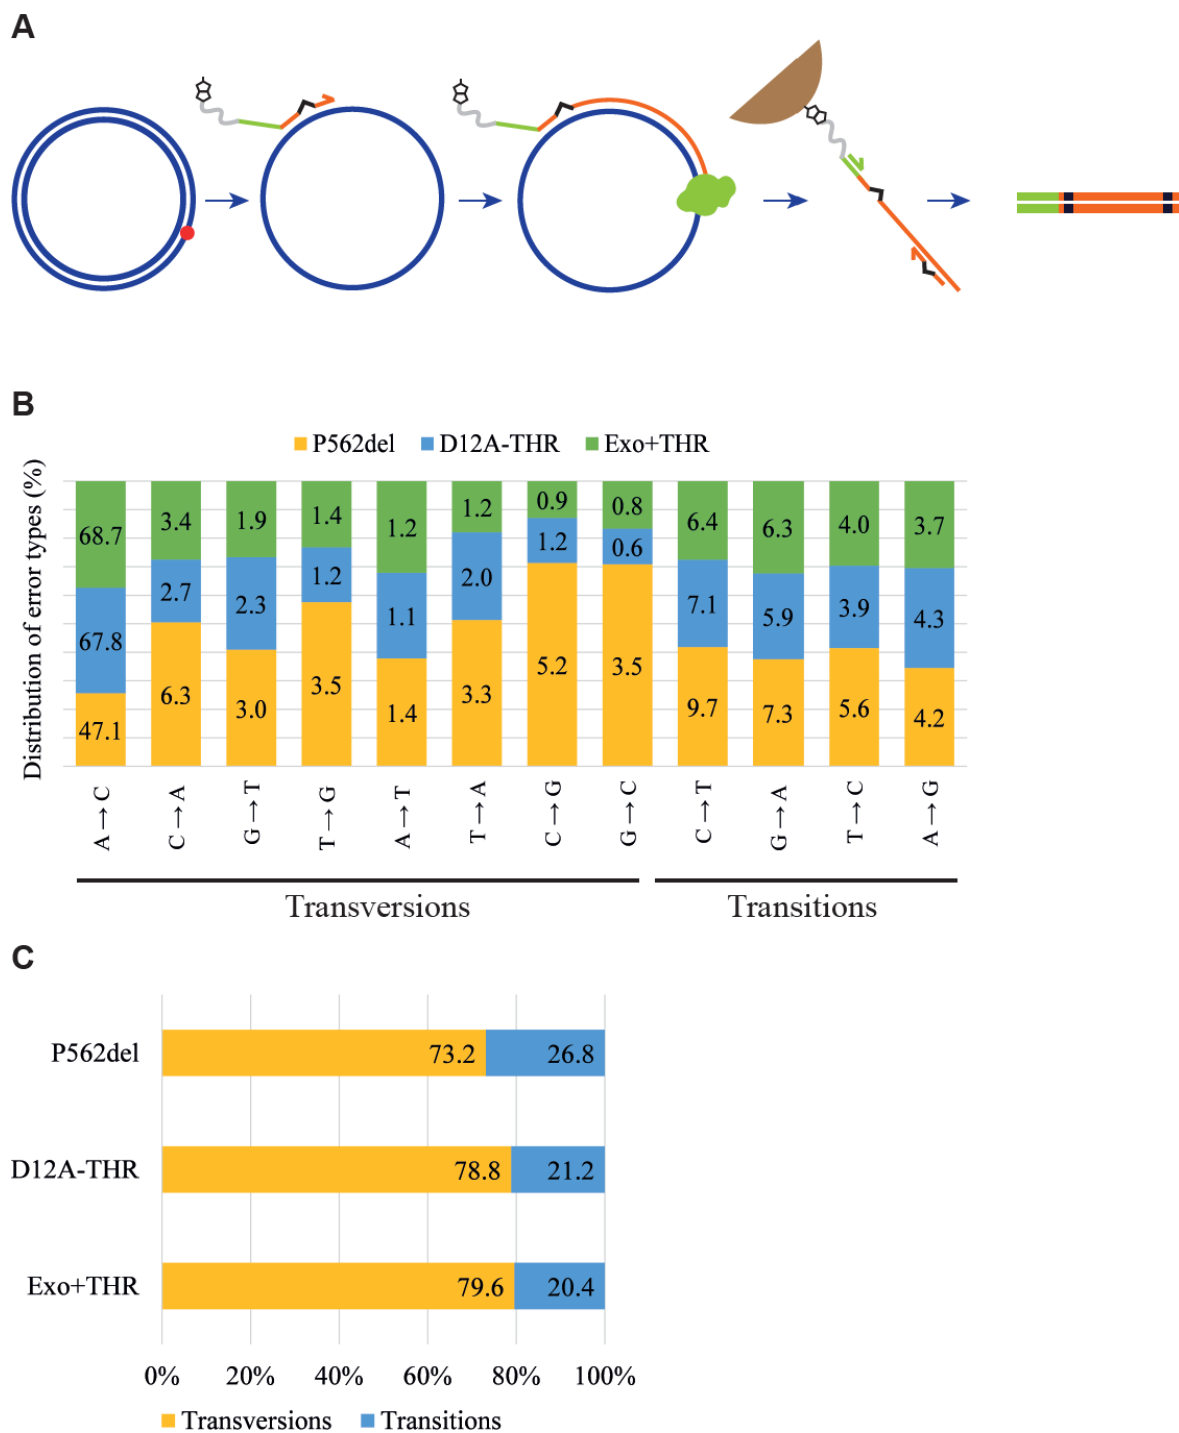 A
B
P562del D12A-THR Exo+THR
Distribution of error types (%)
68.7 3.4 1.9 1.4 1.2 1.2 0.9 0.8 6.4 6.3 4.0 3.7
67.8 2.7 2.3 1.2 1.1 2.0 1.2 0.6 7.1 5.9 3.9 4.3
47.1 6.3 3.0 3.5 1.4 3.3 5.2 3.5 9.7 7.3 5.6 4.2
A→C C→A G→T T→G A→T T→A C→G G→C C→T G→A T→C A→G
Transversions Transitions
C
P562del 73.2 26.8
D12A-THR 78.8 21.2
Exo+THR 79.6 20.4
0% 20% 40% 60% 80% 100%
Transversions Transitions